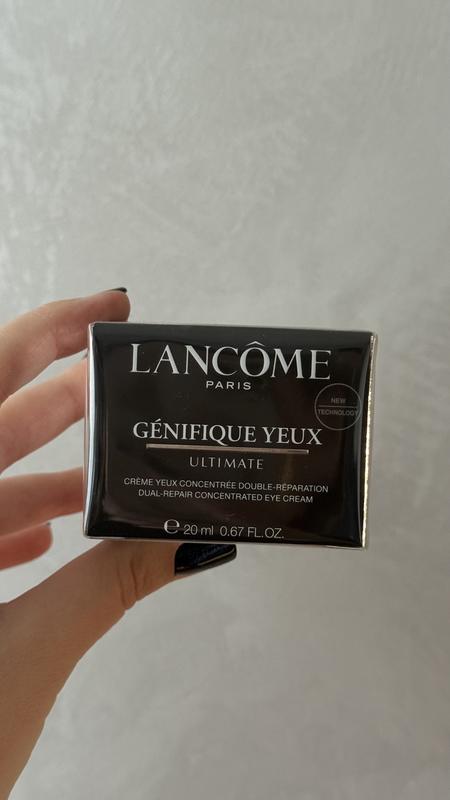 LANCÔME
PARIS
NEW
TECHNOLOGY
GÉNIFIQUE YEUX
ULTIMATE
CRÈME YEUX CONCENTRÉE DOUBLE-RÉPARATION
DUAL-REPAIR CONCENTRATED EYE CREAM
℮ 20 ml 0.67 FL.OZ.